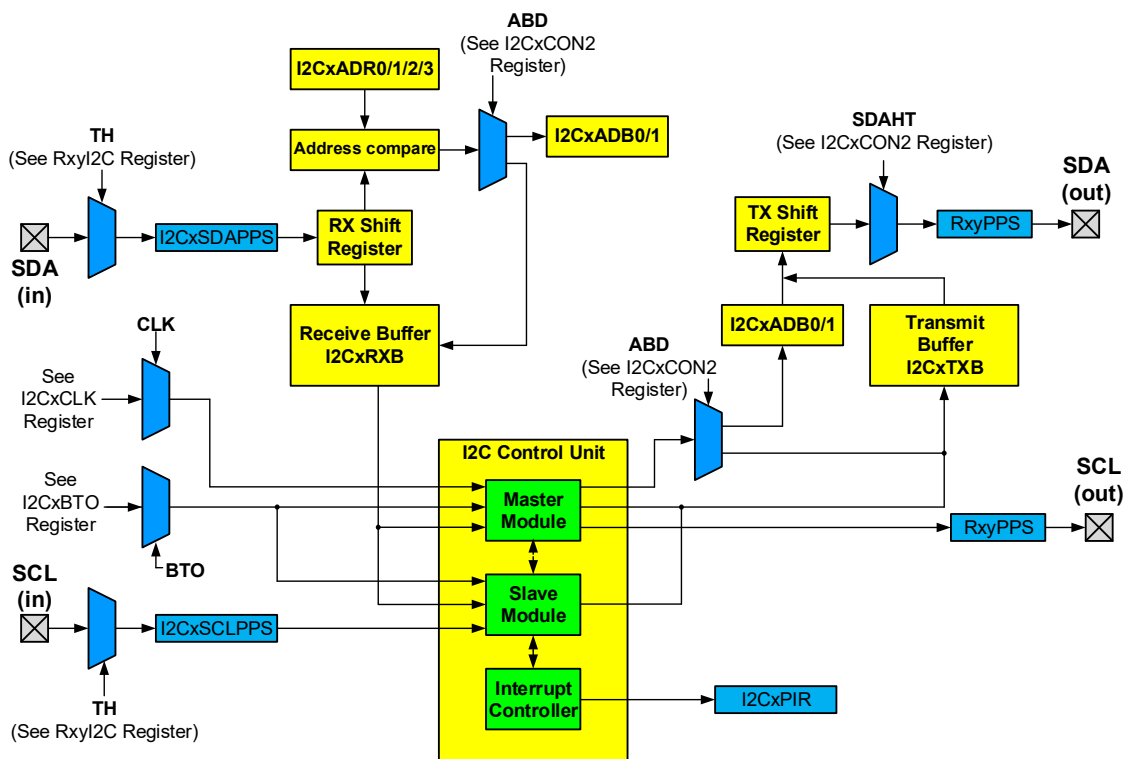 ABD
(See I2CxCON2
Register)
I2CxADR0/1/2/3
TH
(See RxyI2C Register)
Address compare
I2CxADB0/1
SDAHT
(See I2CxCON2 Register)
SDA
(out)
TX Shift
Register
RxyPPS
RX Shift
Register
I2CxSDAPPS
SDA
(in)
I2CxADB0/1
Transmit
Buffer
I2CxTXB
Receive Buffer
I2CxRXB
CLK
See
I2CxCLK
Register
ABD
(See I2CxCON2
Register)
I2C Control Unit
See
I2CxBTO
Register
Master
Module
SCL
(out)
RxyPPS
BTO
SCL
(in)
Slave
Module
I2CxSCLPPS
Interrupt
Controller
I2CxPIR
TH
(See RxyI2C Register)